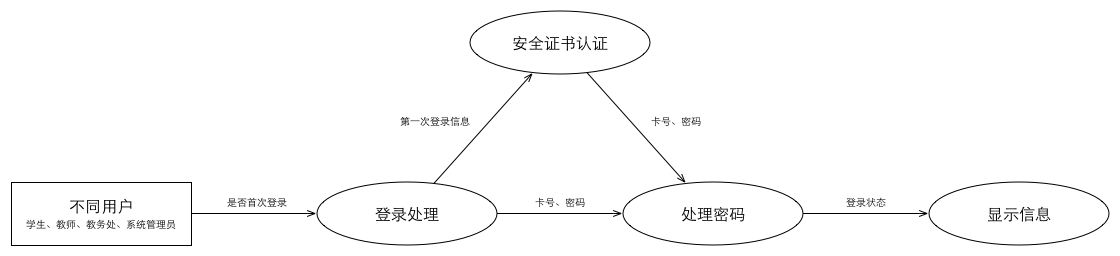 安全证书认证
第一次登录信息
卡号、密码
不同用户
学生、教师、教务处、系统管理员
是否首次登录
登录处理
卡号、密码
处理密码
登录状态
显示信息